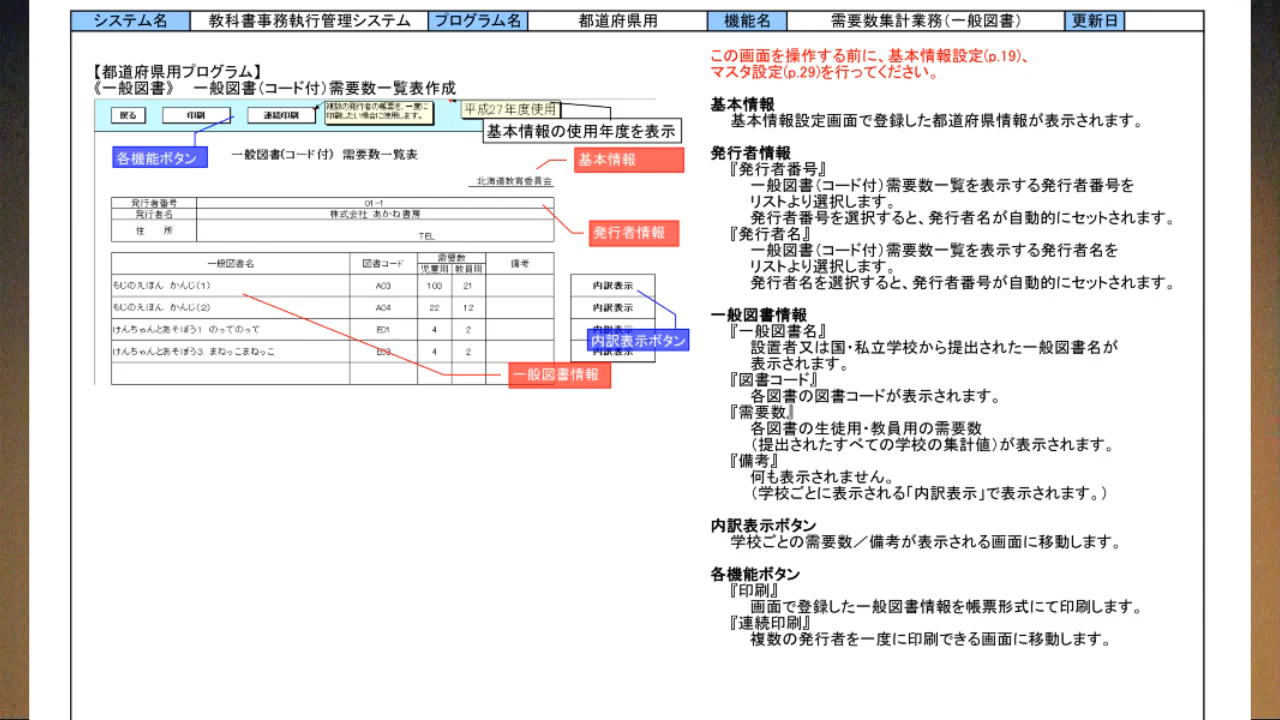 システム名 教科書事務執行管理システム プログラム名 都道府県用 機能名 需要数集計業務(一般図書) 更新日
【都道府県用プログラム】
《一般図書》 一般図書(コード付)需要数一覧表作成
戻る 印刷 連続印刷
複数の発行者の帳票を、一度に
印刷したい場合に使用します。
平成27年度使用
基本情報の使用年度を表示
各機能ボタン
一般図書(コード付) 需要数一覧表
基本情報
北海道教育委員会
発行者番号 01-1
発行者名 株式会社 あかね書房
住 所
TEL
発行者情報
一般図書名 図書コード 需要数 備考
児童用 教員用
もじのえほん かんじ(1) A03 103 21 内訳表示
もじのえほん かんじ(2) A04 22 12 内訳表示
けんちゃんとあそぼう1 のってのって E01 4 2 内訳表示
けんちゃんとあそぼう3 まねっこまねっこ E03 4 2 内訳表示
内訳表示ボタン
一般図書情報
この画面を操作する前に、基本情報設定(p.19)、
マスタ設定(p.29)を行ってください。
基本情報
基本情報設定画面で登録した都道府県情報が表示されます。
発行者情報
『発行者番号』
一般図書(コード付)需要数一覧を表示する発行者番号を
リストより選択します。
発行者番号を選択すると、発行者名が自動的にセットされます。
『発行者名』
一般図書(コード付)需要数一覧を表示する発行者名を
リストより選択します。
発行者名を選択すると、発行者番号が自動的にセットされます。
一般図書情報
『一般図書名』
設置者又は国・私立学校から提出された一般図書名が
表示されます。
『図書コード』
各図書の図書コードが表示されます。
『需要数』
各図書の生徒用・教員用の需要数
(提出されたすべての学校の集計値)が表示されます。
『備考』
何も表示されません。
(学校ごとに表示される「内訳表示」で表示されます。)
内訳表示ボタン
学校ごとの需要数/備考が表示される画面に移動します。
各機能ボタン
『印刷』
画面で登録した一般図書情報を帳票形式にて印刷します。
『連続印刷』
複数の発行者を一度に印刷できる画面に移動します。